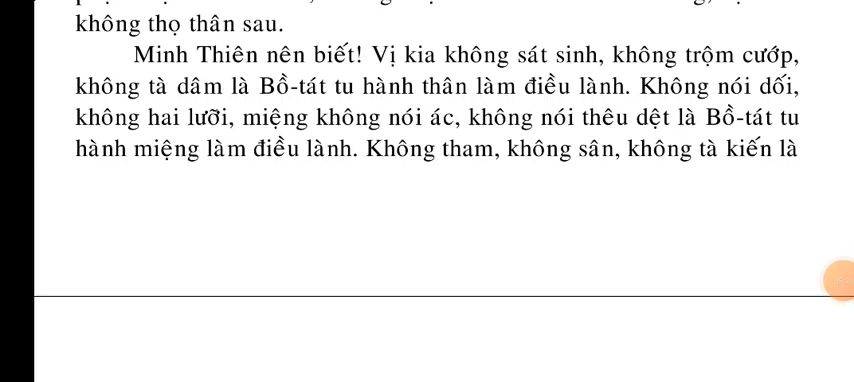 không thọ thân sau.
Minh Thiên nên biết! Vị kia không sát sinh, không trộm cướp,
không tà dâm là Bồ-tát tu hành thân làm điều lành. Không nói dối,
không hai lưỡi, miệng không nói ác, không nói thêu dệt là Bồ-tát tu
hành miệng làm điều lành. Không tham, không sân, không tà kiến là